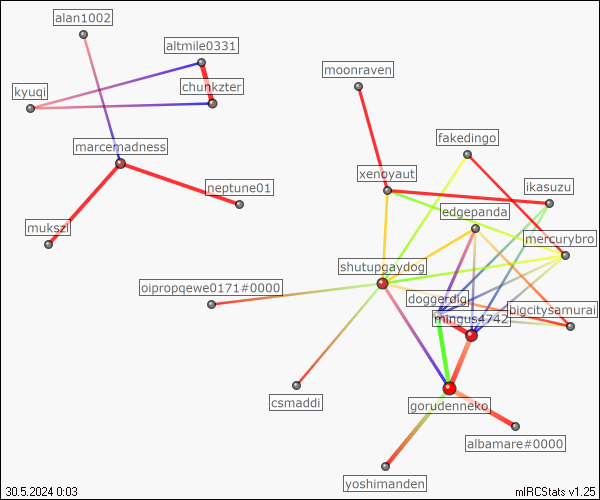 alan1002
altmile0331
moonraven
chunkzter
kyuqi
fakedingo
marcernadness
xenoyaut
neptune01
ikasuzu
edgepanda
mukszi
mercurybro
shutupgaydog
oipropqewe0171#0000
doggerdig
bigcitysamurai
mingus4742
csmaddi
gorudenneko
albamare#0000
yoshimanden
30.5.2024 0:03
mIRCStats v1.25